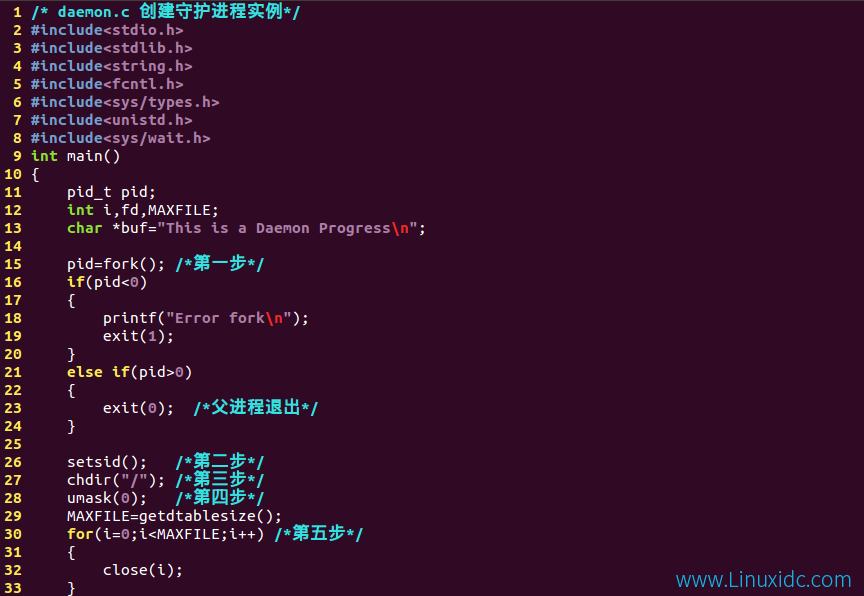 1 /* daemon.c 创建守护进程实例*/
2 #include<stdio.h>
3 #include<stdlib.h>
4 #include<string.h>
5 #include<fcntl.h>
6 #include<sys/types.h>
7 #include<unistd.h>
8 #include<sys/wait.h>
9 int main()
10 {
11     pid_t pid;
12     int i,fd,MAXFILE;
13     char *buf="This is a Daemon Progress\n";
14
15     pid=fork(); /*第一步*/
16     if(pid<0)
17     {
18         printf("Error fork\n");
19         exit(1);
20     }
21     else if(pid>0)
22     {
23         exit(0);  /*父进程退出*/
24     }
25
26     setsid();   /*第二步*/
27     chdir("/"); /*第三步*/
28     umask(0);   /*第四步*/
29     MAXFILE=getdtablesize();
30     for(i=0;i<MAXFILE;i++) /*第五步*/
31     {
32         close(i);
33     }
www.Linuxidc.com